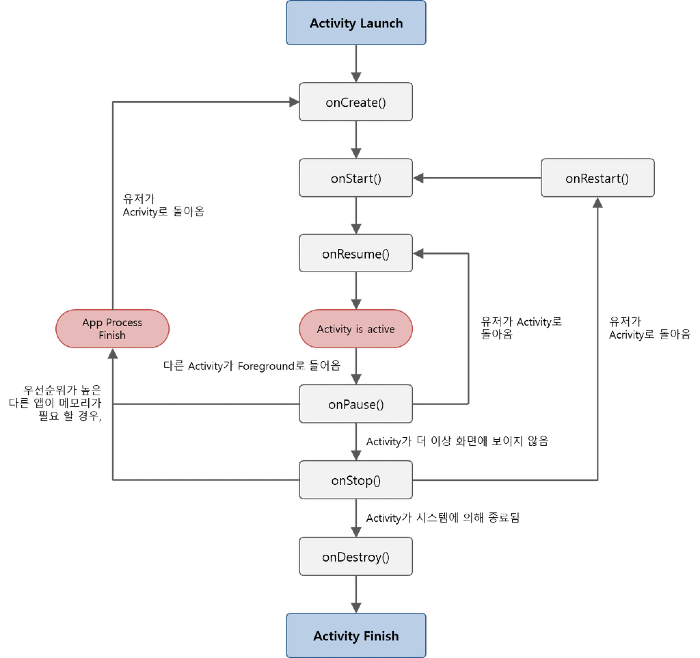 Activity Launch
onCreate()
onStart()
onRestart()
유저가
Acrivity로 돌아옴
onResume()
App Process
Finish
Activity is active
유저가 Activity로
돌아옴
유저가
Acrivity로 돌아옴
다른 Activity가 Foreground로 들어옴
우선순위가 높은
다른 앱이 메모리가
필요 할 경우,
onPause()
Activity가 더 이상 화면에 보이지 않음
onStop()
Activity가 시스템에 의해 종료됨
onDestroy()
Activity Finish